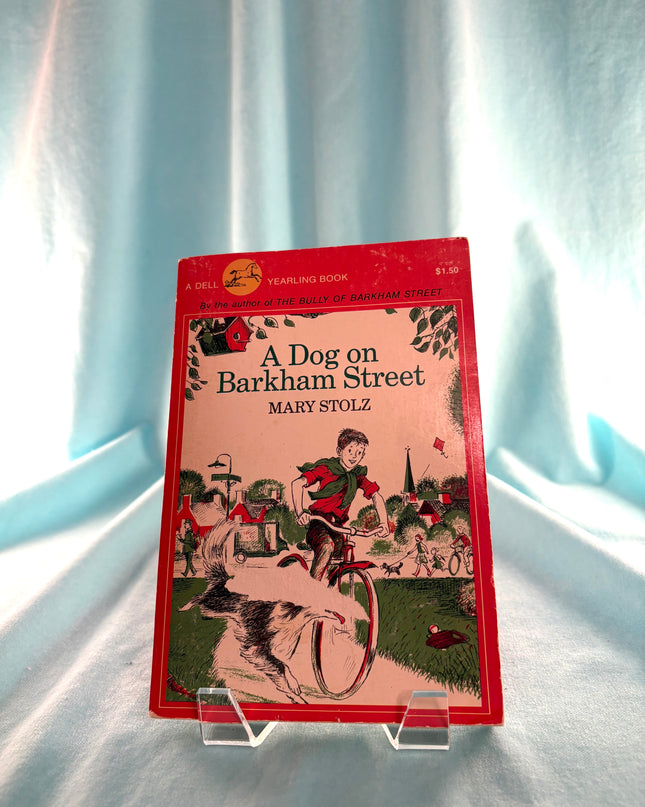 A DELL YEARLING BOOK $1.50
By the author of THE BULLY OF BARKHAM STREET
A Dog on
Barkham Street
MARY STOLZ